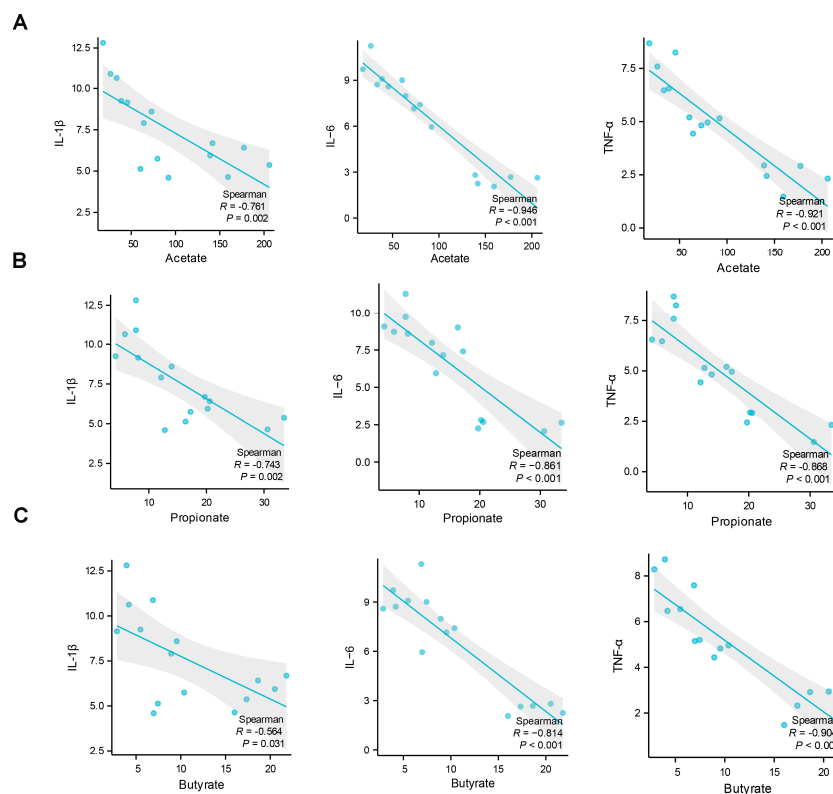 A
12.5
10.0
7.5
5.0
2.5
IL-1β
50
100
150
200
Acetate
Spearman
R = -0.761
P = 0.002
9
6
3
0
IL−6
50
100
150
200
Acetate
Spearman
R = −0.946
P < 0.001
7.5
5.0
2.5
0.0
TNF-α
50
100
150
200
Acetate
Spearman
R = -0.921
P < 0.001
B
12.5
10.0
7.5
5.0
2.5
IL-1β
10
20
30
Propionate
Spearman
R = -0.743
P = 0.002
10.0
7.5
5.0
2.5
0.0
IL−6
10
20
30
Propionate
Spearman
R = −0.861
P < 0.001
7.5
5.0
2.5
0.0
TNF-α
10
20
30
Propionate
Spearman
R = -0.868
P < 0.001
C
12.5
10.0
7.5
5.0
2.5
IL-1β
5
10
15
20
Butyrate
Spearman
R = -0.564
P = 0.031
9
6
3
0
IL−6
5
10
15
20
Butyrate
Spearman
R = −0.814
P < 0.001
8
6
4
2
TNF-α
5
10
15
20
Butyrate
R =
P <